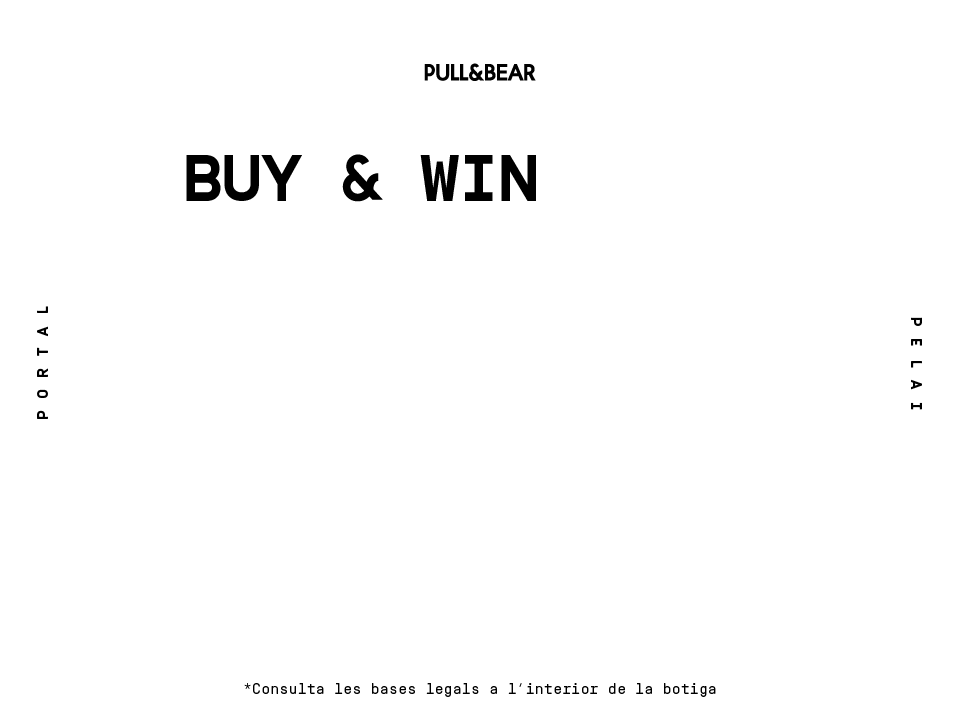 PULL&BEAR
BUY & WIN
PORTAL
PELAI
*Consulta les bases legals a l'interior de la botiga